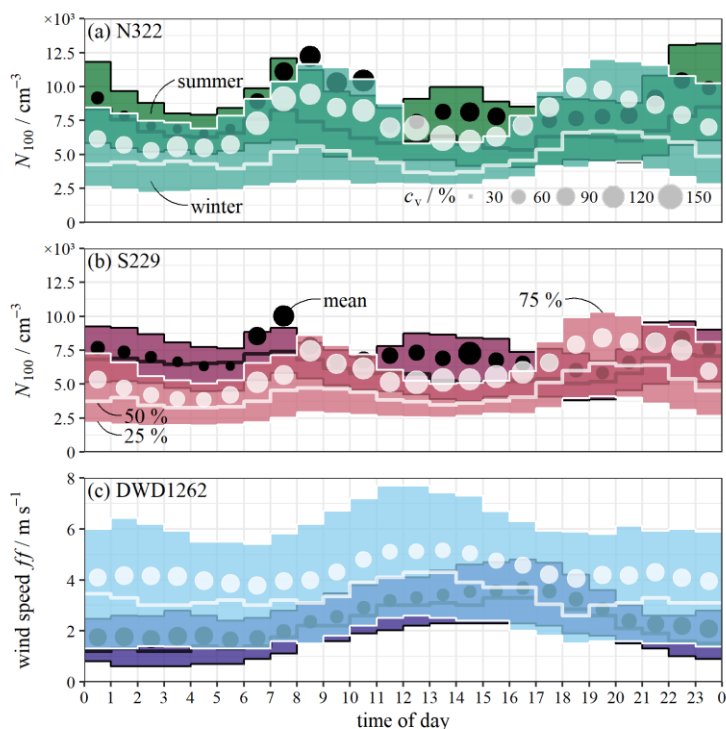 ×10³
(a) N322
12.5
10.0
7.5
5.0
2.5
0
N₁₀₀ / cm⁻³
summer
winter
cᵥ / % 30 60 90 120 150
×10³
(b) S229
12.5
10.0
7.5
5.0
2.5
0
N₁₀₀ / cm⁻³
mean
75 %
50 %
25 %
(c) DWD1262
8
6
4
2
0
wind speed ff / m s⁻¹
0 1 2 3 4 5 6 7 8 9 10 11 12 13 14 15 16 17 18 19 20 21 22 23 0
time of day